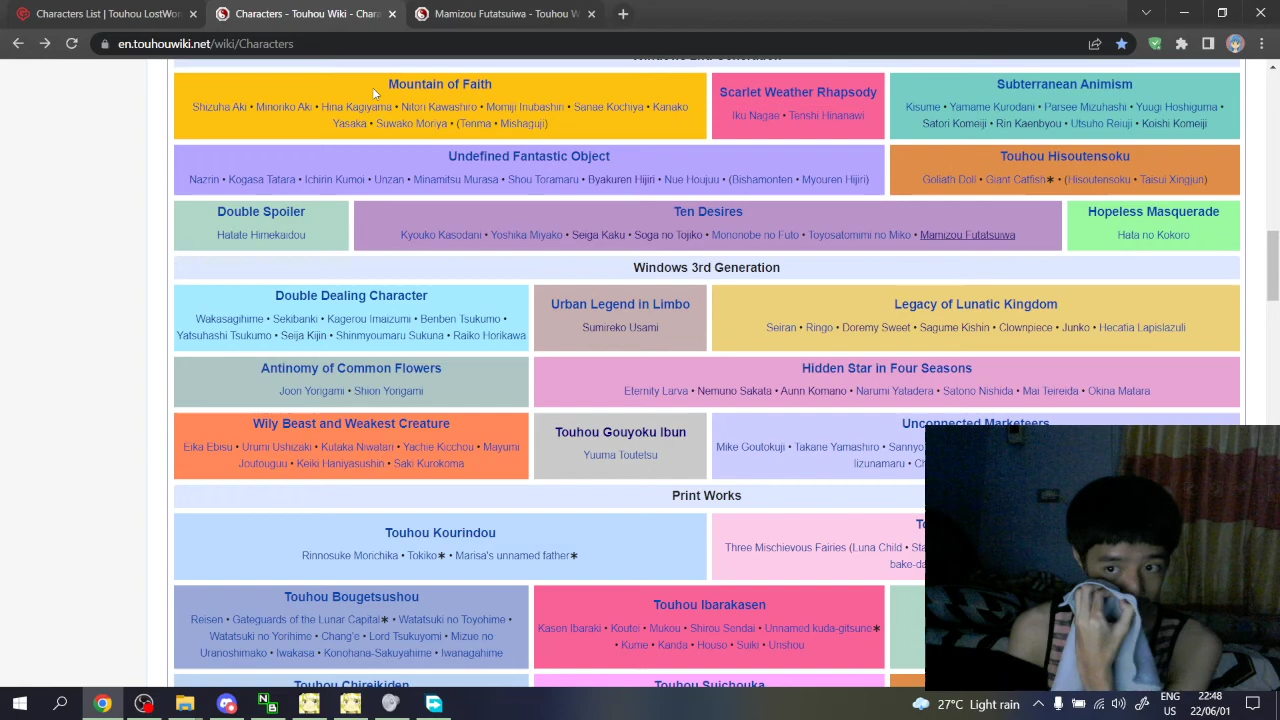 Characters | Touhou LostWord
Characters - Touhou
Characters - Touhou W
en.touhouwiki.net/wiki/Characters
Mountain of Faith
Shizuha Aki • Minoriko Aki • Hina Kagiyama • Nitori Kawashiro • Momiji Inubashiri • Sanae Kochiya • Kanako
Yasaka • Suwako Moriya • (Tenma • Mishaguji)
Scarlet Weather Rhapsody
Iku Nagae • Tenshi Hinanawi
Subterranean Animism
Kisume • Yamame Kurodani • Parsee Mizuhashi • Yuugi Hoshiguma •
Satori Komeiji • Rin Kaenbyou • Utsuho Reiuji • Koishi Komeiji
Undefined Fantastic Object
Nazrin • Kogasa Tatara • Ichirin Kumoi • Unzan • Minamitsu Murasa • Shou Toramaru • Byakuren Hijiri • Nue Houjuu • (Bishamonten • Myouren Hijiri)
Touhou Hisoutensoku
Goliath Doll • Giant Catfish∗ • (Hisoutensoku • Taisui Xingjun)
Double Spoiler
Hatate Himekaidou
Ten Desires
Kyouko Kasodani • Yoshika Miyako • Seiga Kaku • Soga no Tojiko • Mononobe no Futo • Toyosatomimi no Miko • Mamizou Futatsuiwa
Hopeless Masquerade
Hata no Kokoro
Windows 3rd Generation
Double Dealing Character
Wakasagihime • Sekibanki • Kagerou Imaizumi • Benben Tsukumo •
Yatsuhashi Tsukumo • Seija Kijin • Shinmyoumaru Sukuna • Raiko Horikawa
Urban Legend in Limbo
Sumireko Usami
Legacy of Lunatic Kingdom
Seiran • Ringo • Doremy Sweet • Sagume Kishin • Clownpiece • Junko • Hecatia Lapislazuli
Antinomy of Common Flowers
Joon Yorigami • Shion Yorigami
Hidden Star in Four Seasons
Eternity Larva • Nemuno Sakata • Aunn Komano • Narumi Yatadera • Satono Nishida • Mai Teireida • Okina Matara
Wily Beast and Weakest Creature
Eika Ebisu • Urumi Ushizaki • Kutaka Niwatari • Yachie Kicchou • Mayumi
Joutouguu • Keiki Haniyasushin • Saki Kurokoma
Touhou Gouyoku Ibun
Yuuma Toutetsu
Unconnected Marketeers
Mike Goutokuji • Takane Yamashiro • Sannyo
Iizunamaru •
Print Works
Touhou Kourindou
Rinnosuke Morichika • Tokiko∗ • Marisa's unnamed father∗
Three Mischievous Fairies (Luna Child •
Touhou Bougetsushou
Reisen • Gateguards of the Lunar Capital∗ • Watatsuki no Toyohime •
Watatsuki no Yorihime • Chang'e • Lord Tsukuyomi • Mizue no
Uranoshimako • Iwakasa • Konohana-Sakuyahime • Iwanagahime
Touhou Ibarakasen
Kasen Ibaraki • Koutei • Mukou • Shirou Sendai • Unnamed kuda-gitsune∗
• Kume • Kanda • Houso • Suiki • Unshou
Touhou Chireikiden
Touhou Suichouka
27°C Light rain
ENG
22:48
22/06/01